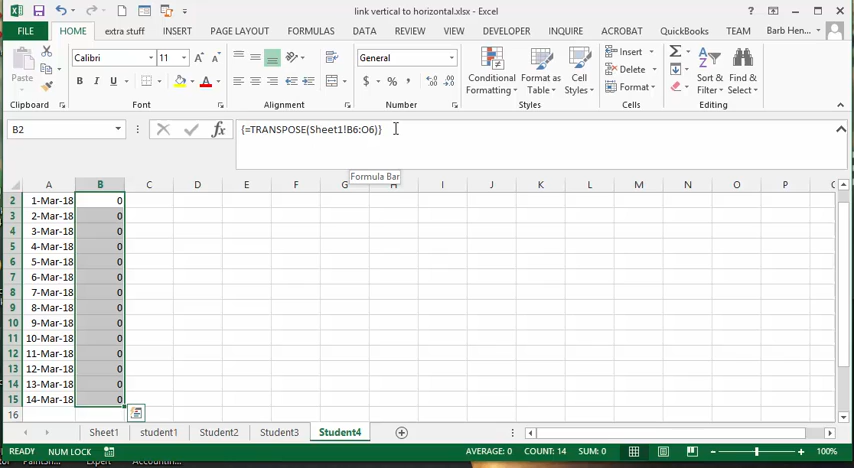 link vertical to horizontal.xlsx - Excel
FILE HOME extra stuff INSERT PAGE LAYOUT FORMULAS DATA REVIEW VIEW DEVELOPER INQUIRE ACROBAT QuickBooks TEAM Barb Hen...
Paste
Calibri 11
B I U
General
$ % ,
Conditional Formatting
Format as Table
Cell Styles
Insert
Delete
Format
Sort & Filter
Find & Select
Clipboard Font Alignment Number Styles Cells Editing
B2 fx {=TRANSPOSE(Sheet1!B6:O6)}
Formula Bar
A B C D E F G H I J K L M N O P
2 1-Mar-18 0
3 2-Mar-18 0
4 3-Mar-18 0
5 4-Mar-18 0
6 5-Mar-18 0
7 6-Mar-18 0
8 7-Mar-18 0
9 8-Mar-18 0
10 9-Mar-18 0
11 10-Mar-18 0
12 11-Mar-18 0
13 12-Mar-18 0
14 13-Mar-18 0
15 14-Mar-18 0
16
Sheet1 student1 Student2 Student3 Student4
READY NUM LOCK AVERAGE: 0 COUNT: 14 SUM: 0 100%